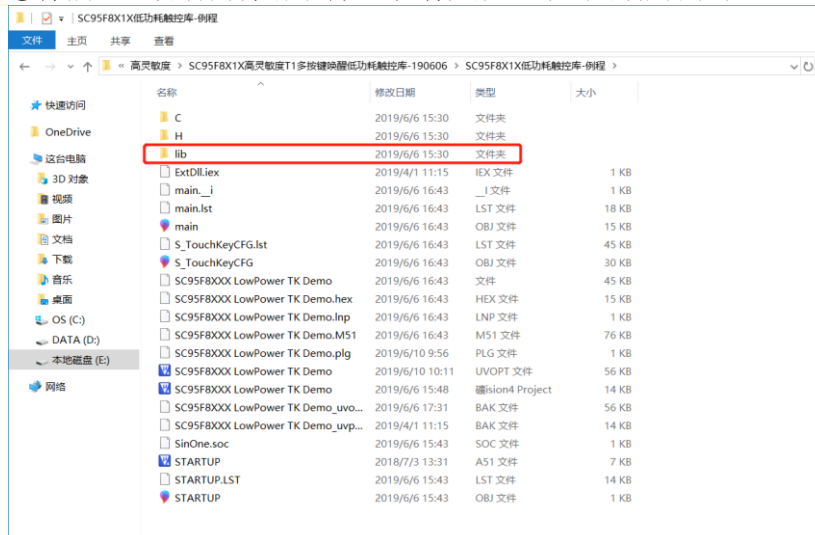 SC95F8X1X低功耗触控库-例程
文件 主页 共享 查看
« 高灵敏度 > SC95F8X1X高灵敏度T1多按键唤醒低功耗触控库-190606 > SC95F8X1X低功耗触控库-例程 >
名称 修改日期 类型 大小
快速访问
OneDrive
这台电脑
3D 对象
视频
图片
文档
下载
音乐
桌面
OS (C:)
DATA (D:)
本地磁盘 (E:)
网络
C 2019/6/6 15:30 文件夹
H 2019/6/6 15:30 文件夹
lib 2019/6/6 15:30 文件夹
ExtDll.iex 2019/4/1 11:15 IEX 文件 1 KB
main.__i 2019/6/6 16:43 __I 文件 1 KB
main.lst 2019/6/6 16:43 LST 文件 18 KB
main 2019/6/6 16:43 OBJ 文件 15 KB
S_TouchKeyCFG.lst 2019/6/6 16:43 LST 文件 45 KB
S_TouchKeyCFG 2019/6/6 16:43 OBJ 文件 30 KB
SC95F8XXX LowPower TK Demo 2019/6/6 16:43 文件 45 KB
SC95F8XXX LowPower TK Demo.hex 2019/6/6 16:43 HEX 文件 15 KB
SC95F8XXX LowPower TK Demo.lnp 2019/6/6 16:43 LNP 文件 1 KB
SC95F8XXX LowPower TK Demo.M51 2019/6/6 16:43 M51 文件 76 KB
SC95F8XXX LowPower TK Demo.plg 2019/6/10 9:56 PLG 文件 1 KB
SC95F8XXX LowPower TK Demo 2019/6/10 10:11 UVOPT 文件 56 KB
SC95F8XXX LowPower TK Demo 2019/6/6 15:48 礦ision4 Project 14 KB
SC95F8XXX LowPower TK Demo_uvo... 2019/6/6 17:31 BAK 文件 56 KB
SC95F8XXX LowPower TK Demo_uvp... 2019/4/1 11:15 BAK 文件 14 KB
SinOne.soc 2019/6/6 15:43 SOC 文件 1 KB
STARTUP 2018/7/3 13:31 A51 文件 7 KB
STARTUP.LST 2019/6/6 15:43 LST 文件 14 KB
STARTUP 2019/6/6 15:43 OBJ 文件 1 KB